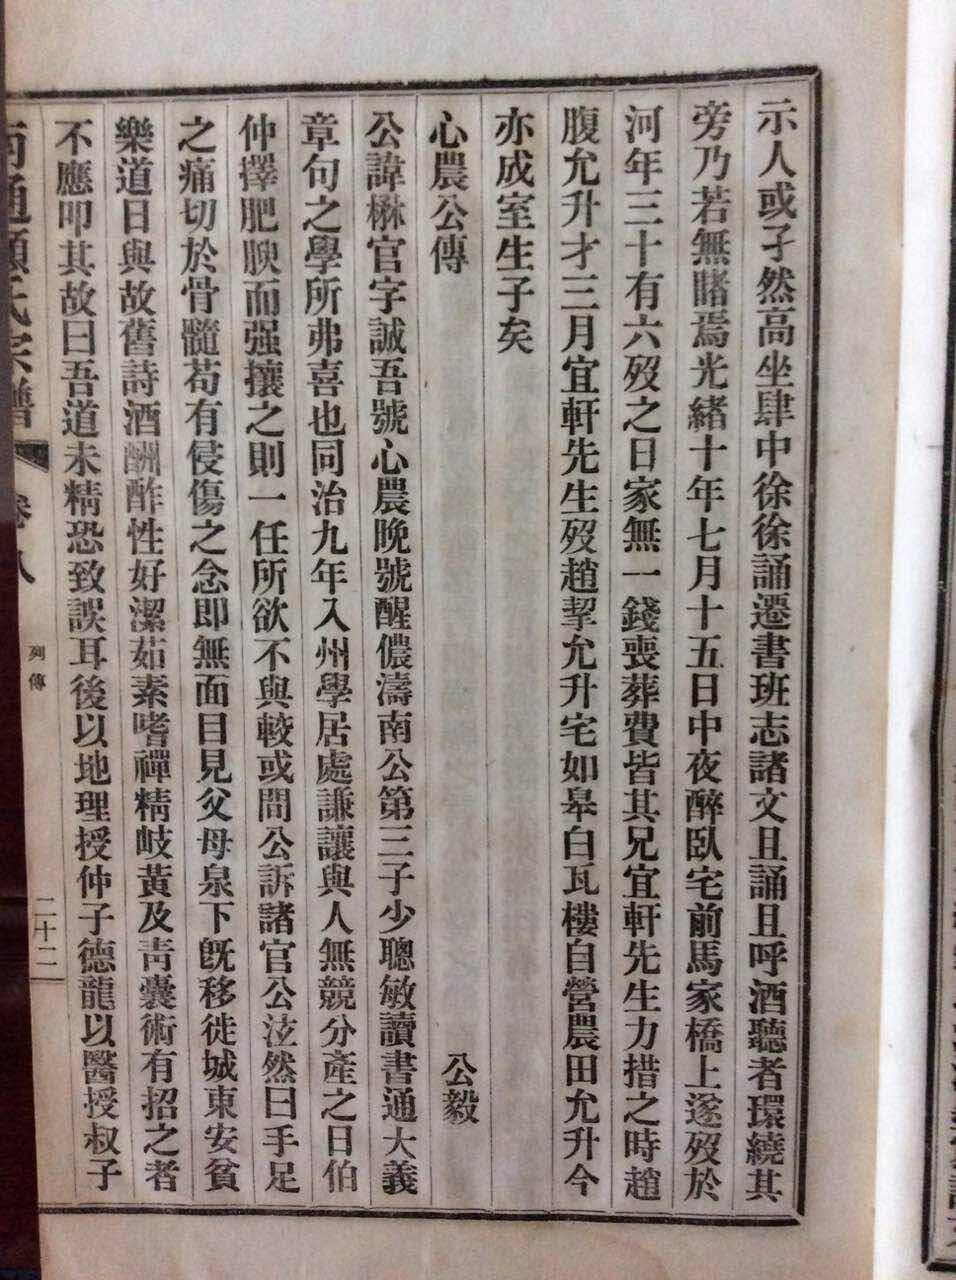 示人或孑然高坐肆中徐徐誦遷書班志諸文且誦且呼酒聽者環繞其
旁乃若無睹焉光緒十年七月十五日中夜醉臥宅前馬家橋上遂歿於
河年三十有六歿之日家無一錢喪葬費皆其兄宜軒先生力措之時趙
腹允升才三月宜軒先生歿趙挈允升宅如皋白瓦樓自營農田允升今
亦成室生子矣
心農公傳 公毅
公諱楙官字誠吾號心農晚號醒儂濤南公第三子少聰敏讀書通大義
章句之學所弗喜也同治九年入州學居處謙讓與人無競分產之日伯
仲擇肥腴而强攘之則一任所欲不與較或問公訴諸官公泫然曰手足
之痛切於骨髓苟有侵傷之念即無面目見父母泉下旣移徙城東安貧
樂道日與故舊詩酒酬酢性好潔茹素嗜禪精岐黃及靑囊術有招之者
不應叩其故曰吾道未精恐致誤耳後以地理授仲子德龍以醫授叔子
南通顧氏宗譜 卷八 列傳 二十二